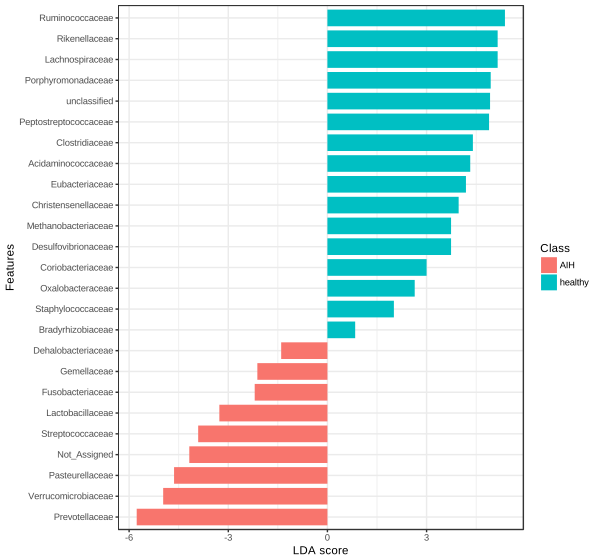 Ruminococcaceae
Rikenellaceae
Lachnospiraceae
Porphyromonadaceae
unclassified
Peptostreptococcaceae
Clostridiaceae
Acidaminococcaceae
Eubacteriaceae
Christensenellaceae
Methanobacteriaceae
Desulfovibrionaceae
Coriobacteriaceae
Oxalobacteraceae
Staphylococcaceae
Bradyrhizobiaceae
Dehalobacteriaceae
Gemellaceae
Fusobacteriaceae
Lactobacillaceae
Streptococcaceae
Not_Assigned
Pasteurellaceae
Verrucomicrobiaceae
Prevotellaceae
Features
-6 -3 0 3
LDA score
Class
AIH
healthy